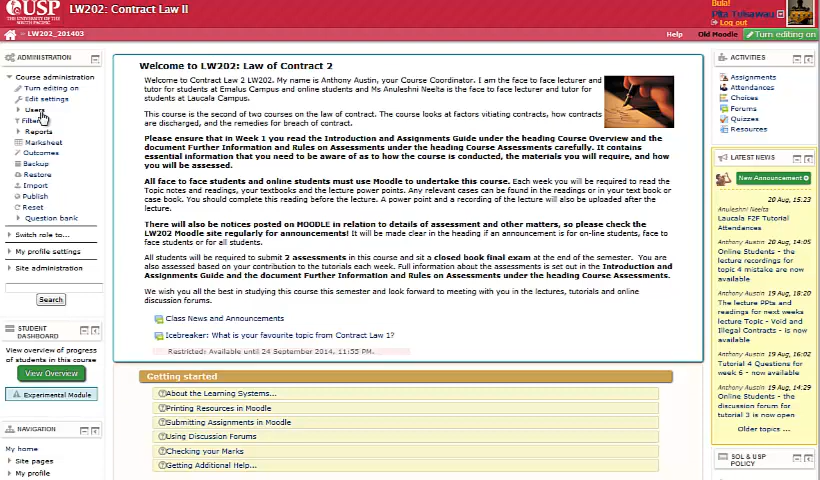 USP
THE UNIVERSITY OF THE
SOUTH PACIFIC
LW202: Contract Law II
Bula!
Pita Tuisawau
Log out
LW202_201403
Help
Old Moodle
Turn editing on
ADMINISTRATION
Course administration
Turn editing on
Edit settings
Users
Filters
Reports
Marksheet
Outcomes
Backup
Restore
Import
Publish
Reset
Question bank
Switch role to...
My profile settings
Site administration
Search
STUDENT
DASHBOARD
View overview of progress
of students in this course
View Overview
Experimental Module
NAVIGATION
My home
Site pages
My profile
Welcome to LW202: Law of Contract 2
Welcome to Contract Law 2 LW202. My name is Anthony Austin, your Course Coordinator. I am the face to face lecturer and
tutor for students at Emalus Campus and online students and Ms Anuleshni Neelta is the face to face lecturer and tutor for
students at Laucala Campus.
This course is the second of two courses on the law of contract. The course looks at factors vitiating contracts, how contracts
are discharged, and the remedies for breach of contract.
Please ensure that in Week 1 you read the Introduction and Assignments Guide under the heading Course Overview and the
document Further Information and Rules on Assessments under the heading Course Assessments carefully. It contains
essential information that you need to be aware of as to how the course is conducted, the materials you will require, and how
you will be assessed.
All face to face students and online students must use Moodle to undertake this course. Each week you will be required to read the
Topic notes and readings, your textbooks and the lecture power points. Any relevant cases can be found in the readings or in your text book or
case book. You should complete this reading before the lecture. A power point and a recording of the lecture will also be uploaded after the
lecture.
There will also be notices posted on MOODLE in relation to details of assessment and other matters, so please check the
LW202 Moodle site regularly for announcements! It will be made clear in the heading if an announcement is for on-line students, face to
face students or for all students.
All students will be required to submit 2 assessments in this course and sit a closed book final exam at the end of the semester. You are
also assessed based on your contribution to the tutorials each week. Full information about the assessments is set out in the Introduction and
Assignments Guide and the document Further Information and Rules on Assessments under the heading Course Assessments.
We wish you all the best in studying this course this semester and look forward to meeting with you in the lectures, tutorials and online
discussion forums.
Class News and Announcements
Icebreaker: What is your favourite topic from Contract Law 1?
Restricted: Available until 24 September 2014, 11:55 PM.
Getting started
About the Learning Systems...
Printing Resources in Moodle
Submitting Assignments in Moodle
Using Discussion Forums
Checking your Marks
Getting Additional Help...
ACTIVITIES
Assignments
Attendances
Choices
Forums
Quizzes
Resources
LATEST NEWS
New Announcement
20 Aug, 15:23
Anuleshni Neelta
Laucala F2F Tutorial
Attendances
Anthony Austin 20 Aug, 14:05
Online Students - the
lecture recordings for
topic 4 mistake are now
available
Anthony Austin 19 Aug, 18:20
The lecture PPts and
readings for next weeks
lecture Topic - Void and
Illegal Contracts - is now
available
Anthony Austin 19 Aug, 16:02
Tutorial 4 Questions for
week 6 - now available
Anthony Austin 19 Aug, 14:29
Online Students - the
discussion forum for
tutorial 3 is now open
Older topics ...
SOL & USP
POLICY